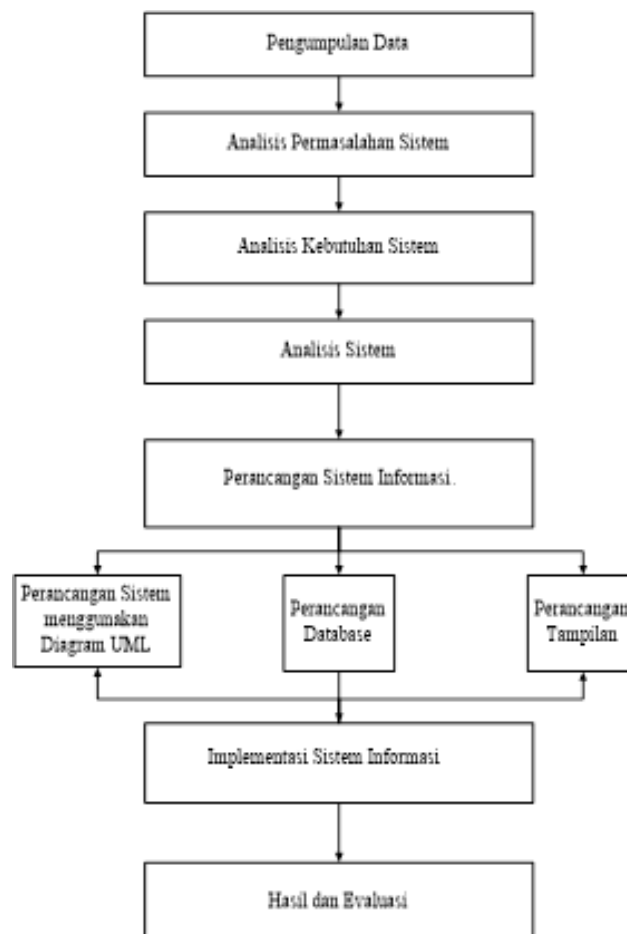 Pengumpulan Data
Analisis Permasalahan Sistem
Analisis Kebutuhan Sistem
Analisis Sistem
Perancangan Sistem Informasi.
Perancangan Sistem
menggunakan
Diagram UML
Perancangan
Database
Perancangan
Tampilan
Implementasi Sistem Informasi
Hasil dan Evaluasi